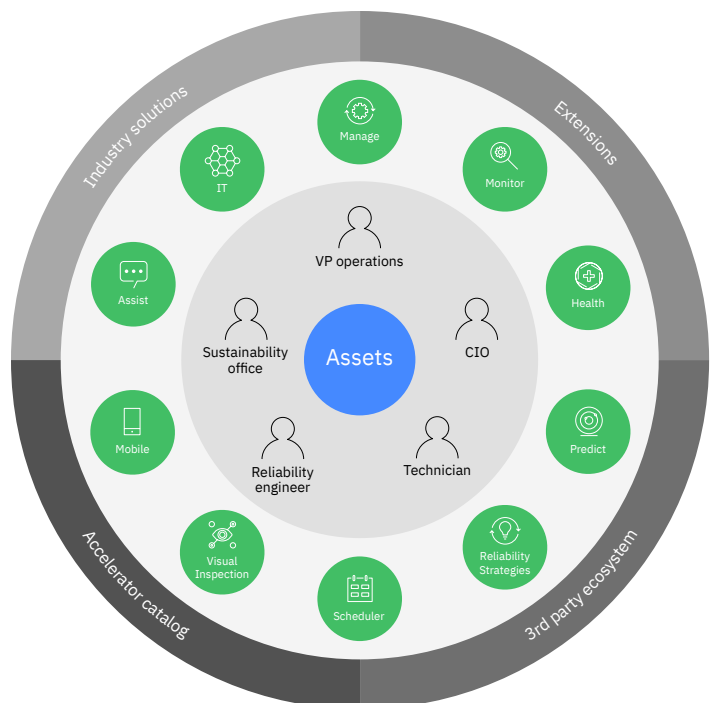 Industry solutions
Extensions
Manage
IT
Monitor
VP operations
Assist
Health
Sustainability
office
Assets
CIO
Mobile
Predict
Reliability
engineer
Technician
Visual
Inspection
Reliability
Strategies
Scheduler
Accelerator catalog
3rd party ecosystem